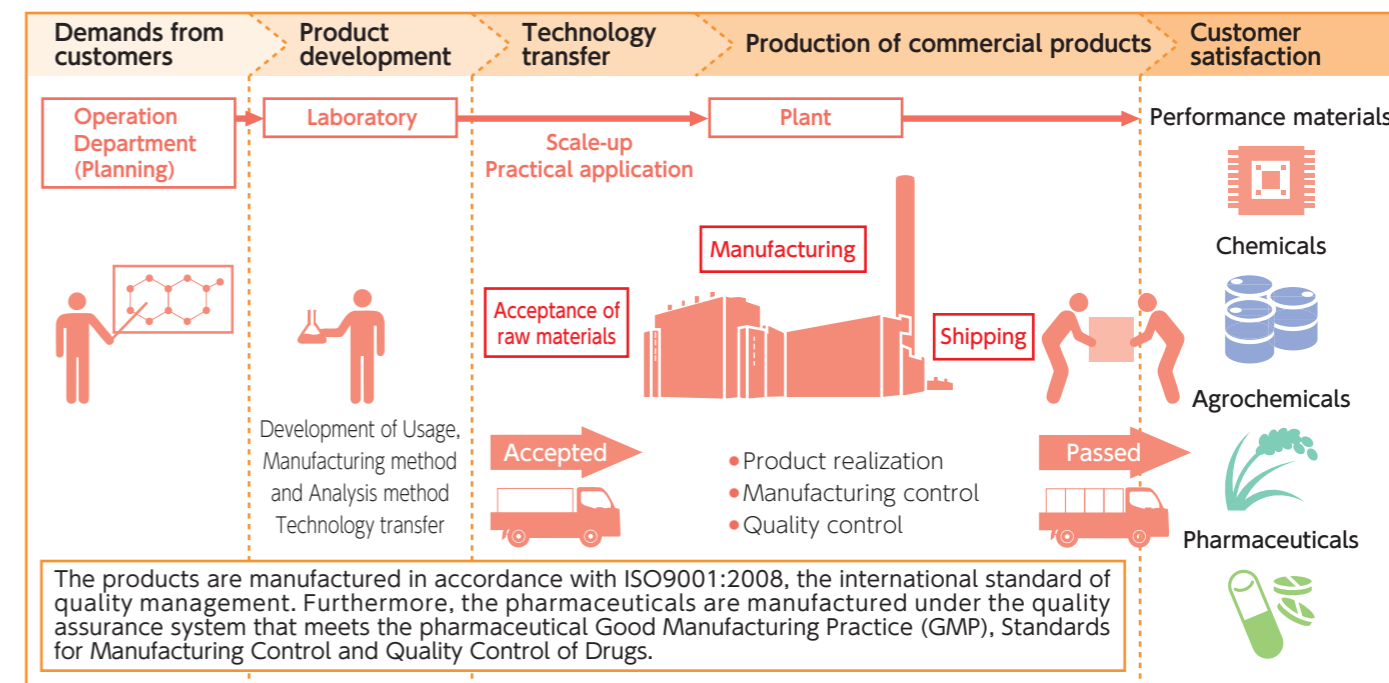 Demands from
customers
Product
development
Technology
transfer
Production of commercial products
Customer
satisfaction
Operation
Department
(Planning)
Laboratory
Scale-up
Practical application
Plant
Performance materials
Manufacturing
Acceptance of
raw materials
Shipping
Chemicals
Development of Usage,
Manufacturing method
and Analysis method
Technology transfer
Accepted
•Product realization
•Manufacturing control
•Quality control
Passed
Agrochemicals
Pharmaceuticals
The products are manufactured in accordance with ISO9001:2008, the international standard of
quality management. Furthermore, the pharmaceuticals are manufactured under the quality
assurance system that meets the pharmaceutical Good Manufacturing Practice (GMP), Standards
for Manufacturing Control and Quality Control of Drugs.